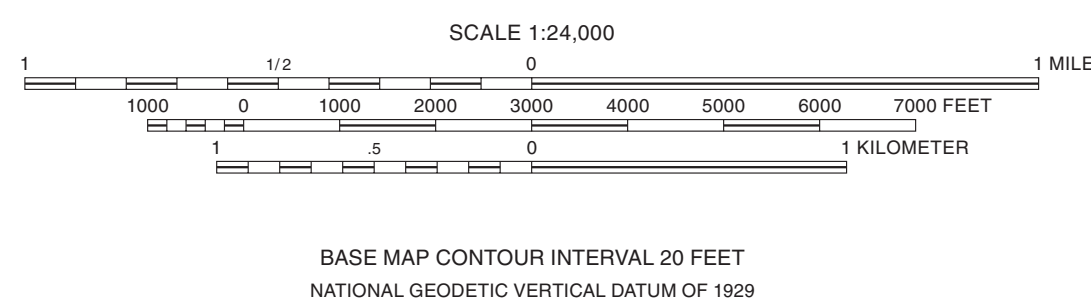 SCALE 1:24,000
1 1/2 0 1 MILE
1000 0 1000 2000 3000 4000 5000 6000 7000 FEET
1 .5 0 1 KILOMETER
BASE MAP CONTOUR INTERVAL 20 FEET
NATIONAL GEODETIC VERTICAL DATUM OF 1929